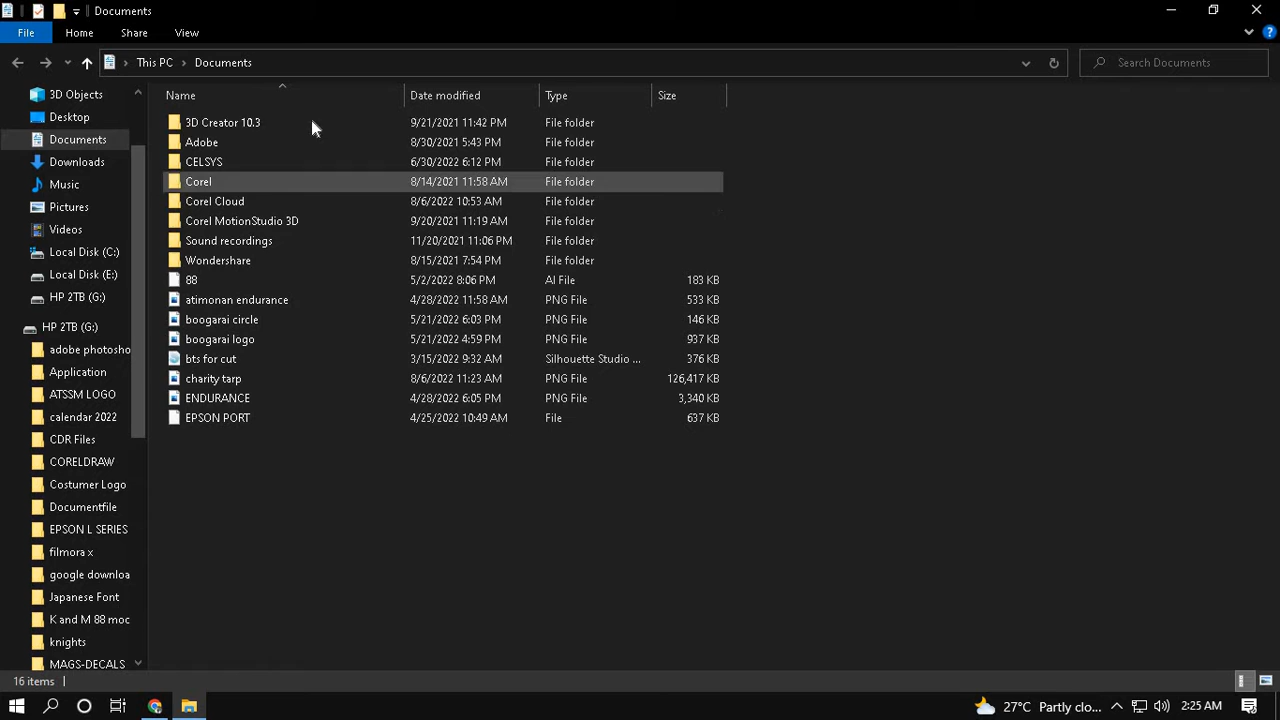 Documents
File Home Share View
This PC Documents Search Documents
Name Date modified Type Size
3D Creator 10.3 9/21/2021 11:42 PM File folder
Adobe 8/30/2021 5:43 PM File folder
CELSYS 6/30/2022 6:12 PM File folder
Corel 8/14/2021 11:58 AM File folder
Corel Cloud 8/6/2022 10:53 AM File folder
Corel MotionStudio 3D 9/20/2021 11:19 AM File folder
Sound recordings 11/20/2021 11:06 PM File folder
Wondershare 8/15/2021 7:54 PM File folder
88 5/2/2022 8:06 PM AI File 183 KB
atimonan endurance 4/28/2022 11:58 AM PNG File 533 KB
boogarai circle 5/21/2022 6:03 PM PNG File 146 KB
boogarai logo 5/21/2022 4:59 PM PNG File 937 KB
bts for cut 3/15/2022 9:32 AM Silhouette Studio ... 376 KB
charity tarp 8/6/2022 11:23 AM PNG File 126,417 KB
ENDURANCE 4/28/2022 6:05 PM PNG File 3,340 KB
EPSON PORT 4/25/2022 10:49 AM File 637 KB
3D Objects
Desktop
Documents
Downloads
Music
Pictures
Videos
Local Disk (C:)
Local Disk (E:)
HP 2TB (G:)
HP 2TB (G:)
adobe photosho
Application
ATSSM LOGO
calendar 2022
CDR Files
CORELDRAW
Costumer Logo
Documentfile
EPSON L SERIES
filmora x
google downloa
Japanese Font
K and M 88 moc
knights
MAGS-DECALS
16 items
27°C Partly clo... 2:25 AM